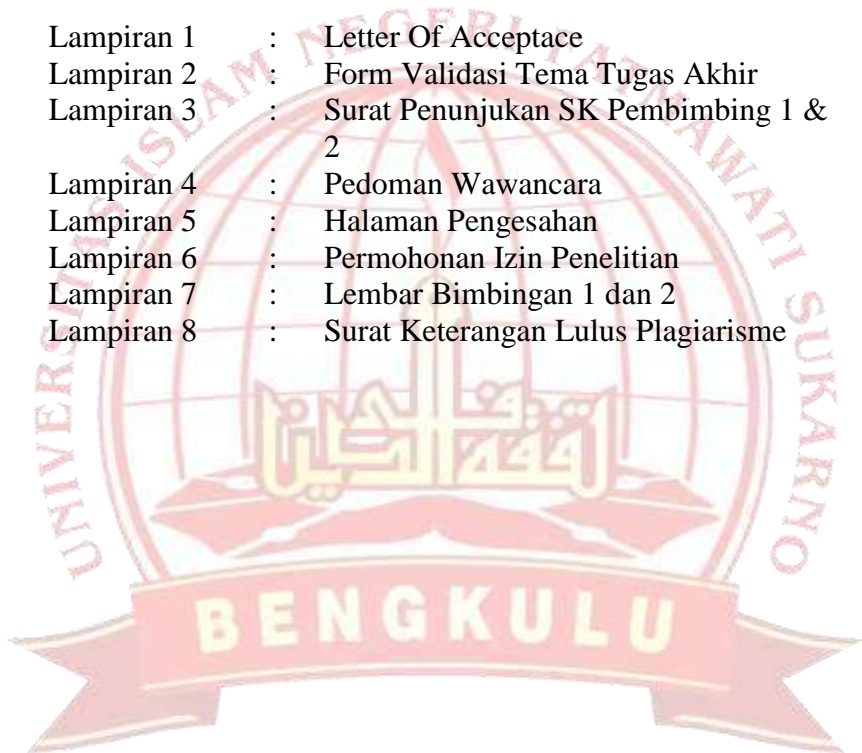 Lampiran 1 : Letter Of Acceptace
Lampiran 2 : Form Validasi Tema Tugas Akhir
Lampiran 3 : Surat Penunjukan SK Pembimbing 1 &
2
Lampiran 4 : Pedoman Wawancara
Lampiran 5 : Halaman Pengesahan
Lampiran 6 : Permohonan Izin Penelitian
Lampiran 7 : Lembar Bimbingan 1 dan 2
Lampiran 8 : Surat Keterangan Lulus Plagiarisme
UNIVERSITAS ISLAM NEGERI FATMAWATI SUKARNO
BENGKULU